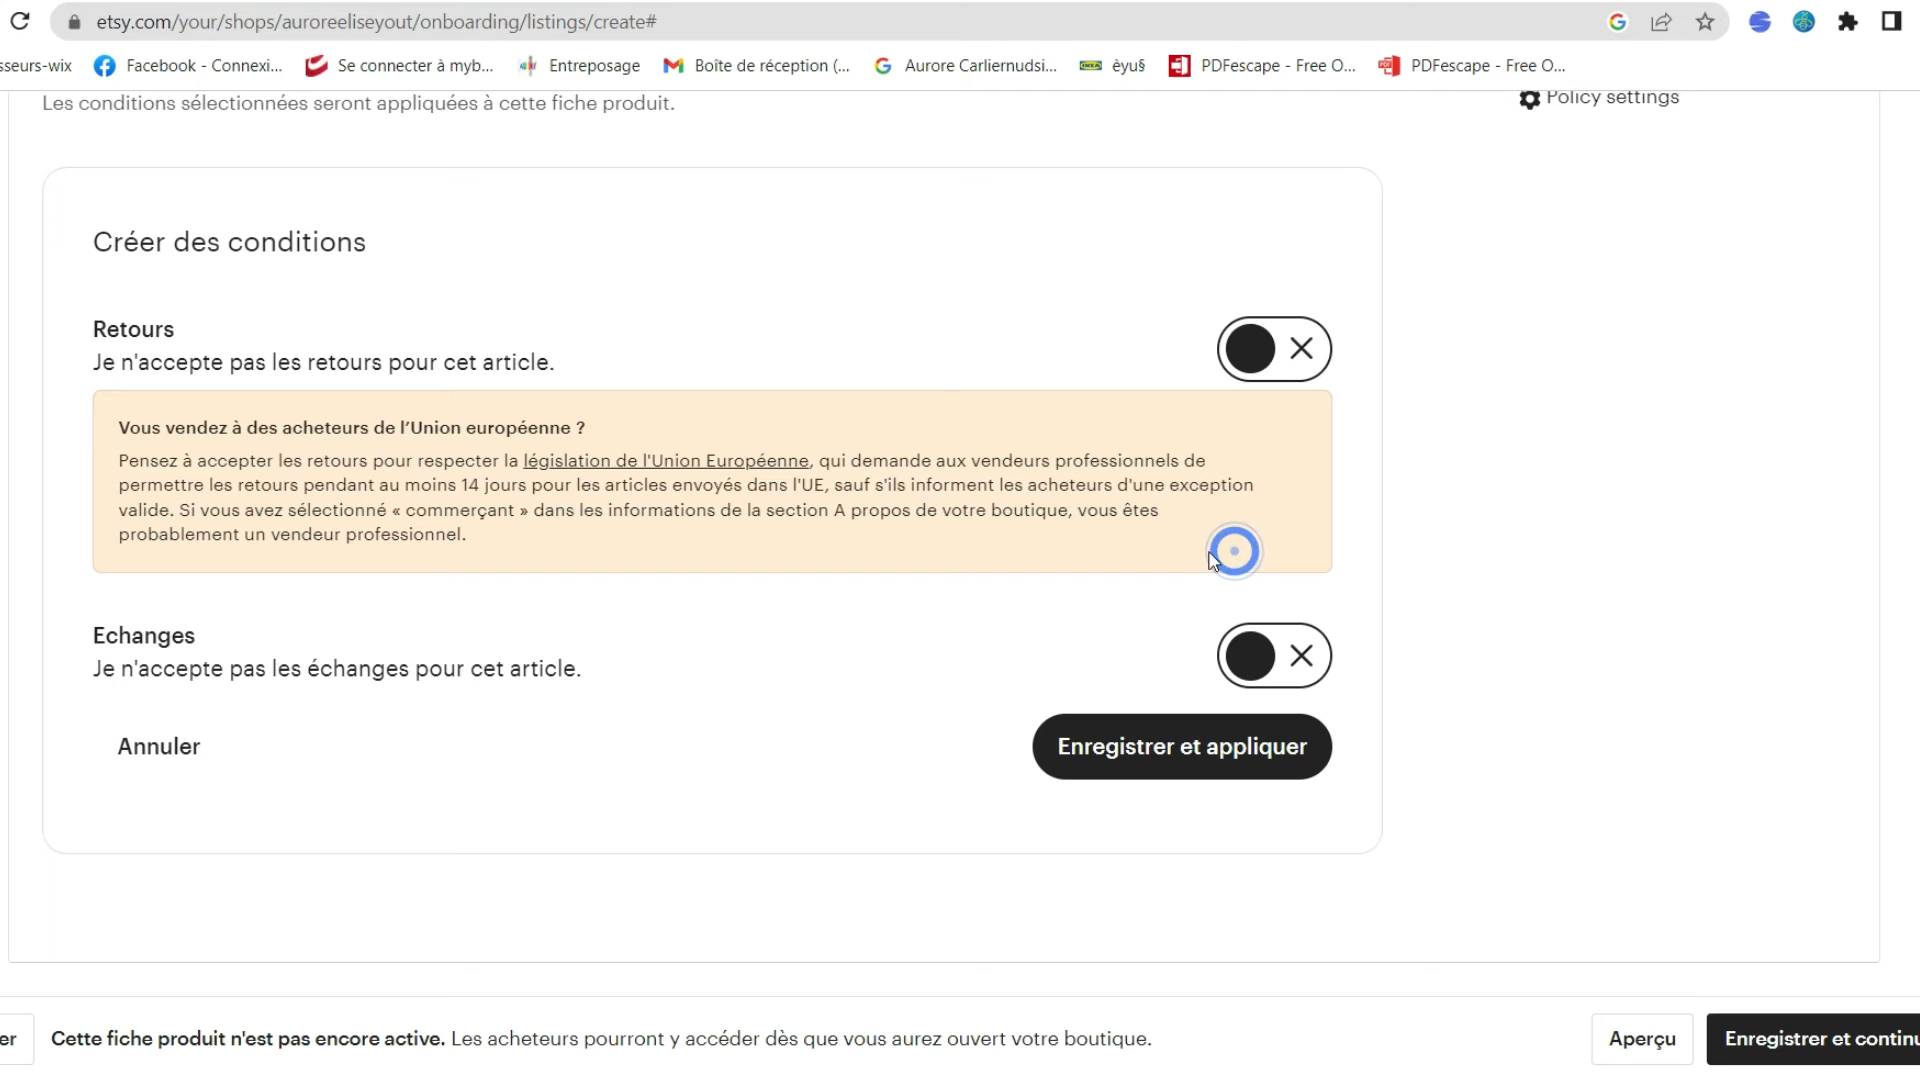 etsy.com/your/shops/auroreeliseyout/onboarding/listings/create#
sseurs-wix Facebook - Connexi... Se connecter à myb... Entreposage Boîte de réception (... Aurore Carliernudsi... èyu§ PDFescape - Free O... PDFescape - Free O...
Les conditions sélectionnées seront appliquées à cette fiche produit.
Policy settings
Créer des conditions
Retours
Je n'accepte pas les retours pour cet article.
Vous vendez à des acheteurs de l’Union européenne ?
Pensez à accepter les retours pour respecter la législation de l'Union Européenne, qui demande aux vendeurs professionnels de
permettre les retours pendant au moins 14 jours pour les articles envoyés dans l'UE, sauf s'ils informent les acheteurs d'une exception
valide. Si vous avez sélectionné « commerçant » dans les informations de la section A propos de votre boutique, vous êtes
probablement un vendeur professionnel.
Echanges
Je n'accepte pas les échanges pour cet article.
Annuler
Enregistrer et appliquer
er
Cette fiche produit n'est pas encore active. Les acheteurs pourront y accéder dès que vous aurez ouvert votre boutique.
Aperçu
Enregistrer et continu